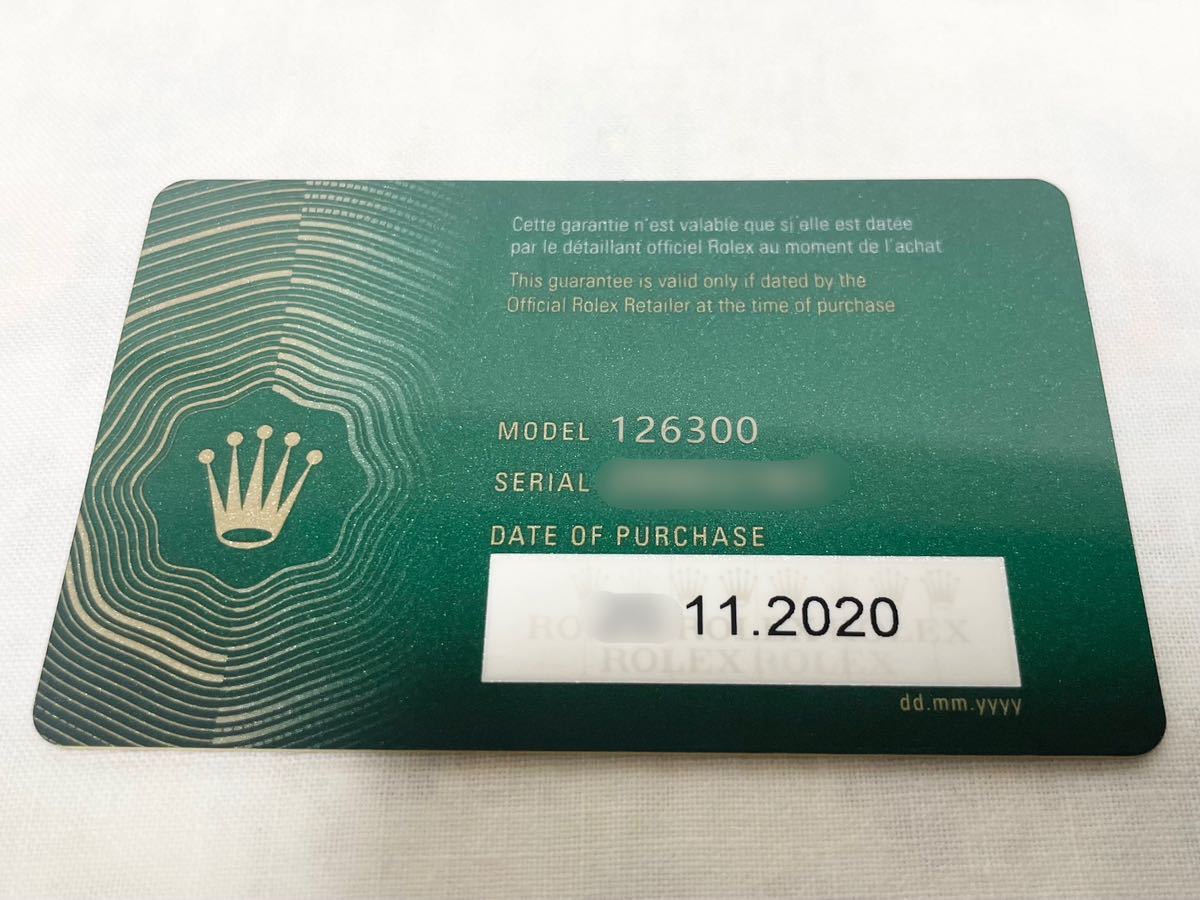 Cette garantie n'est valable que si elle est datée
par le détaillant officiel Rolex au moment de l'achat
This guarantee is valid only if dated by the
Official Rolex Retailer at the time of purchase
MODEL 126300
SERIAL
DATE OF PURCHASE
11.2020
ROLEX ROLEX
dd.mm.yyyy